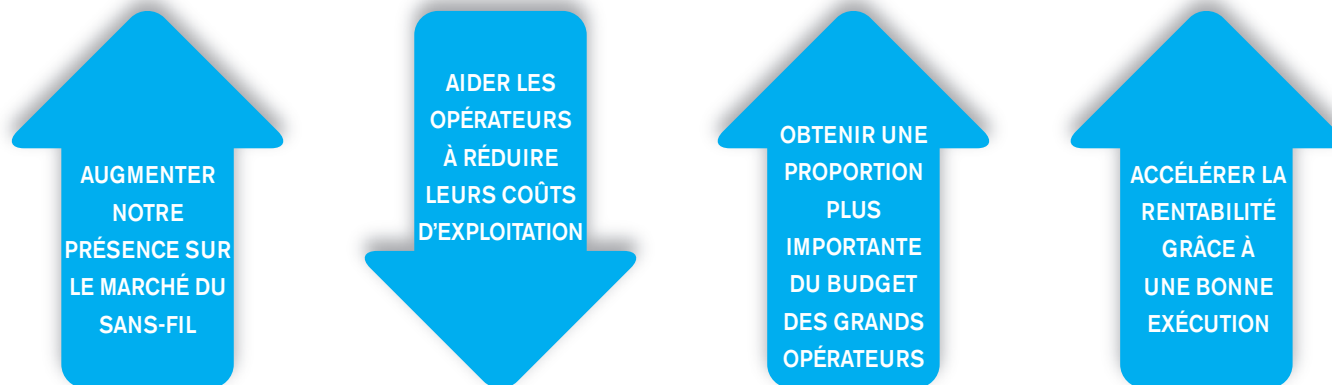 AUGMENTER
NOTRE
PRÉSENCE SUR
LE MARCHÉ DU
SANS-FIL
AIDER LES
OPÉRATEURS
À RÉDUIRE
LEURS COÛTS
D'EXPLOITATION
OBTENIR UNE
PROPORTION
PLUS
IMPORTANTE
DU BUDGET
DES GRANDS
OPÉRATEURS
ACCÉLÉRER LA
RENTABILITÉ
GRÂCE À
UNE BONNE
EXÉCUTION